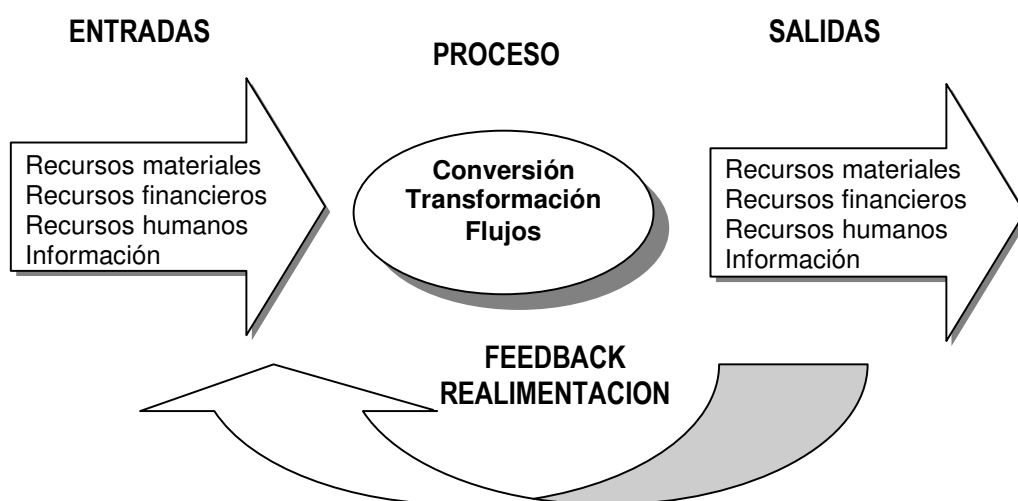 ENTRADAS
PROCESO
SALIDAS
Recursos materiales
Recursos financieros
Recursos humanos
Información
Conversión
Transformación
Flujos
Recursos materiales
Recursos financieros
Recursos humanos
Información
FEEDBACK
REALIMENTACION